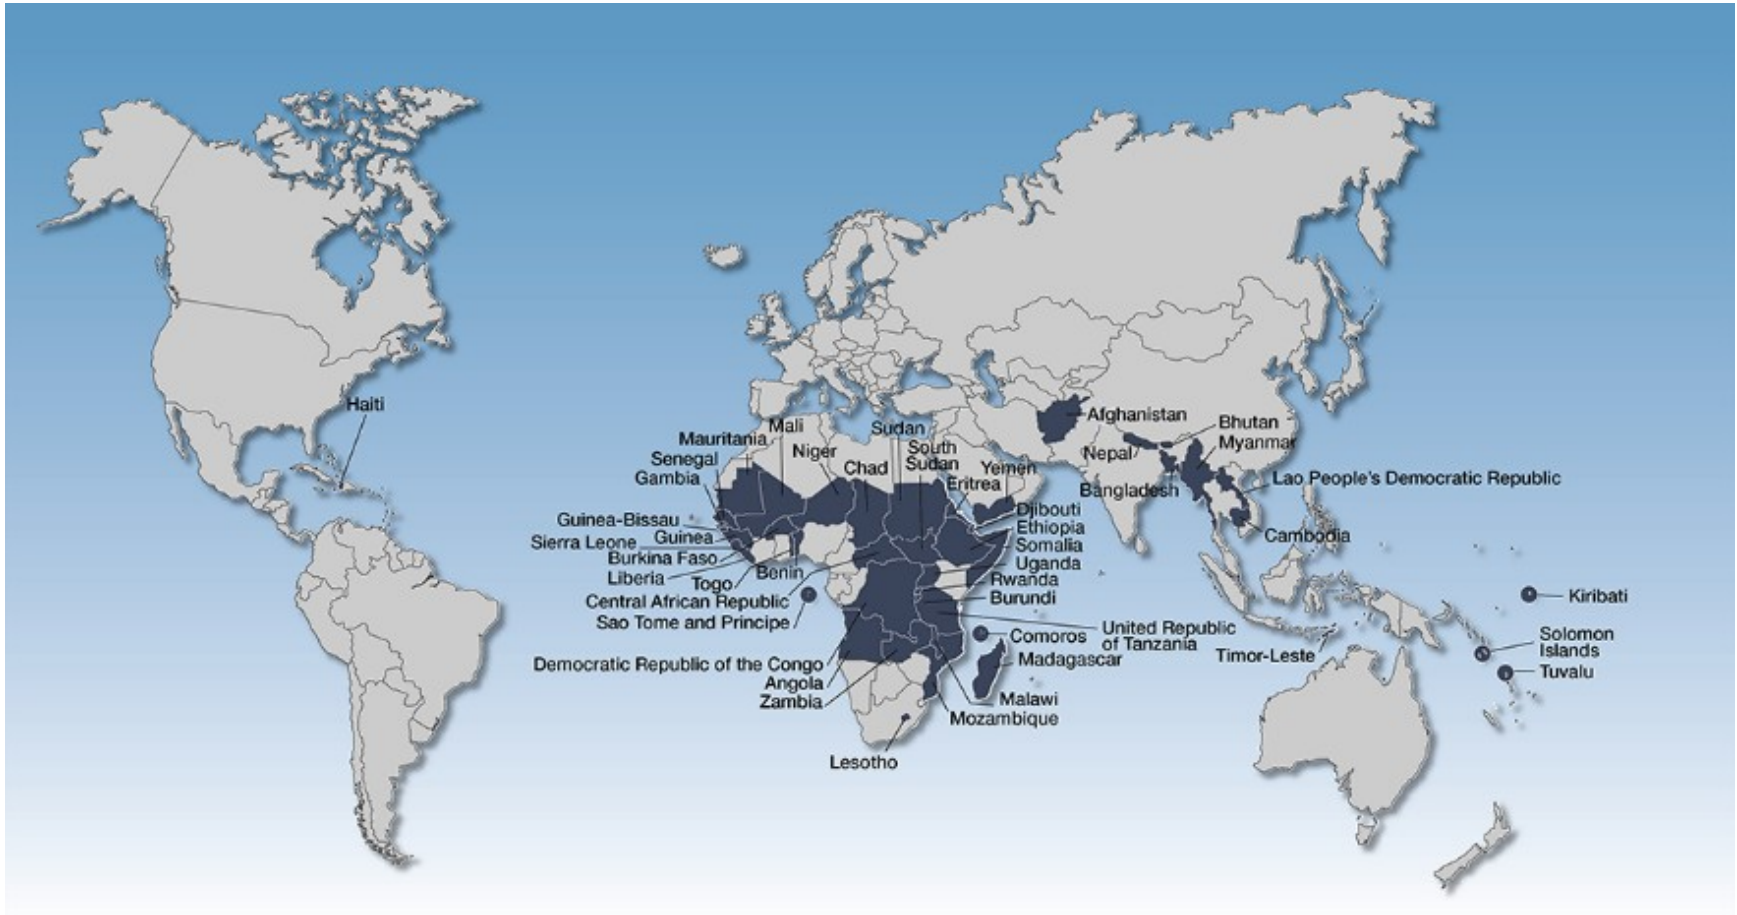 Haiti
Mali
Mauritania
Senegal
Gambia
Niger
Chad
Sudan
South
Sudan
Yemen
Eritrea
Djibouti
Ethiopia
Somalia
Uganda
Rwanda
Burundi
Guinea-Bissau
Guinea
Sierra Leone
Burkina Faso
Liberia
Togo
Benin
Central African Republic
Sao Tome and Principe
Democratic Republic of the Congo
Angola
Zambia
Lesotho
Comoros
United Republic
of Tanzania
Madagascar
Malawi
Mozambique
Afghanistan
Nepal
Bhutan
Myanmar
Bangladesh
Lao People's Democratic Republic
Cambodia
Timor-Leste
Kiribati
Solomon
Islands
Tuvalu